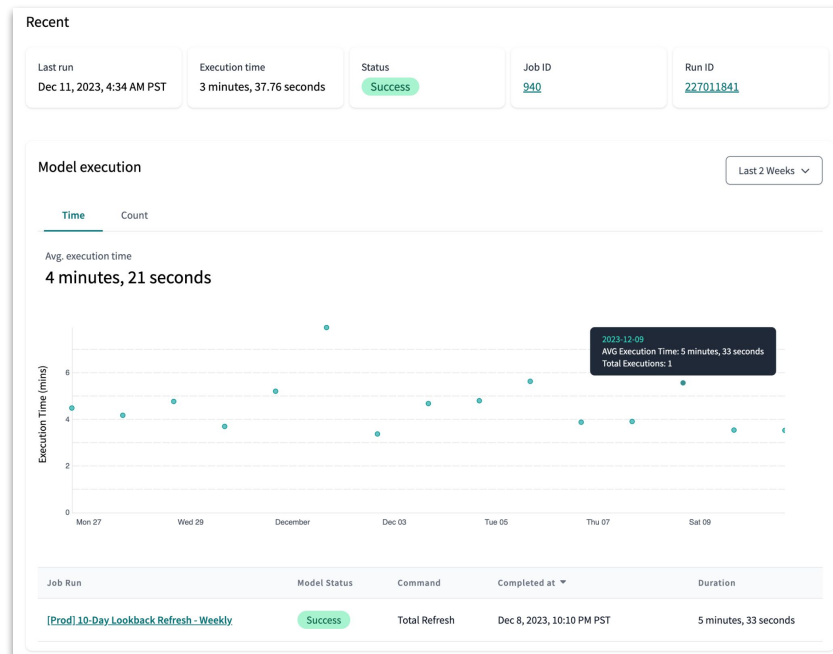 Recent
Last run
Dec 11, 2023, 4:34 AM PST
Execution time
3 minutes, 37.76 seconds
Status
Success
Job ID
940
Run ID
227011841
Model execution
Last 2 Weeks
Time
Count
Avg. execution time
4 minutes, 21 seconds
2023-12-09
AVG Execution Time: 5 minutes, 33 seconds
Total Executions: 1
Execution Time (mins)
6
4
2
0
Mon 27
Wed 29
December
Dec 03
Tue 05
Thu 07
Sat 09
Job Run
Model Status
Command
Completed at
Duration
[Prod] 10-Day Lookback Refresh - Weekly
Success
Total Refresh
Dec 8, 2023, 10:10 PM PST
5 minutes, 33 seconds